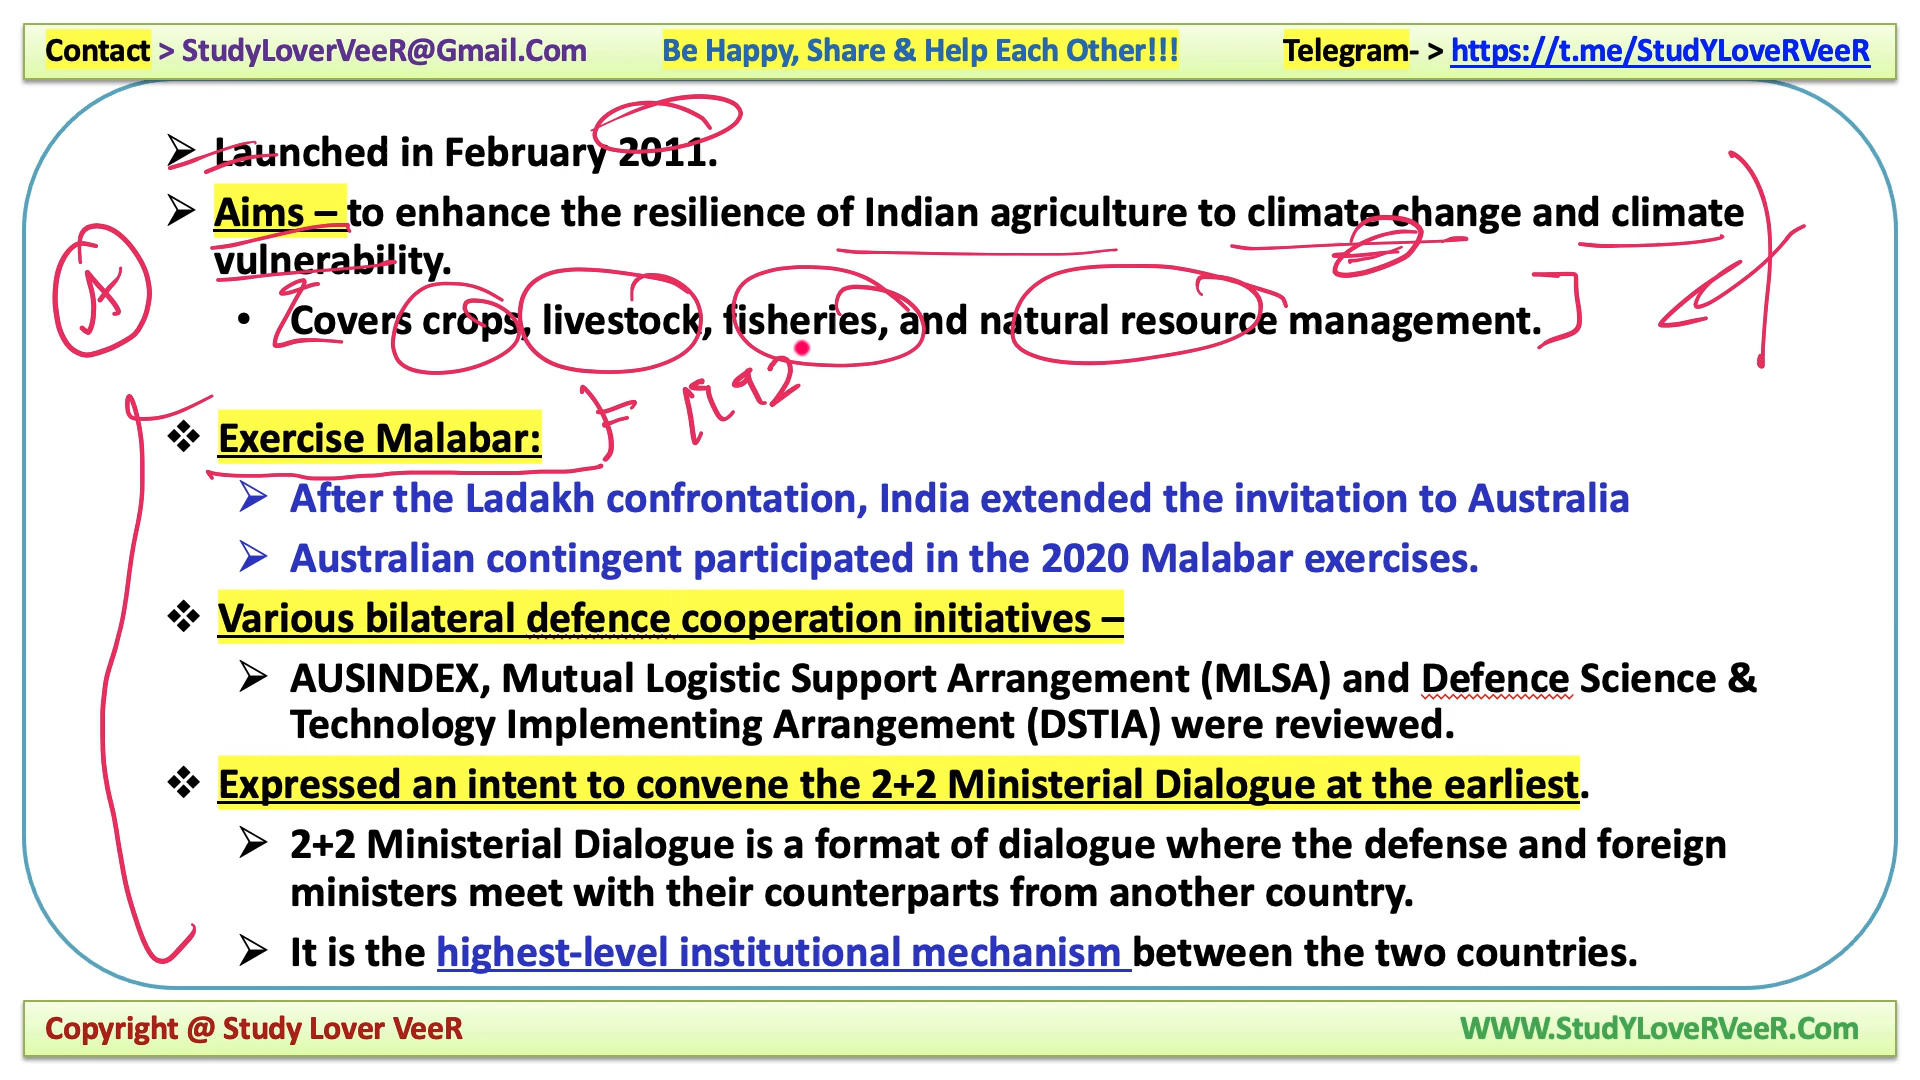 Contact > StudyLoverVeeR@Gmail.Com Be Happy, Share & Help Each Other!!! Telegram- > https://t.me/StudYLoveRVeeR
➢ Launched in February 2011.
➢ Aims – to enhance the resilience of Indian agriculture to climate change and climate
vulnerability.
• Covers crops, livestock, fisheries, and natural resource management.
1992
❖ Exercise Malabar:
➢ After the Ladakh confrontation, India extended the invitation to Australia
➢ Australian contingent participated in the 2020 Malabar exercises.
❖ Various bilateral defence cooperation initiatives –
➢ AUSINDEX, Mutual Logistic Support Arrangement (MLSA) and Defence Science &
Technology Implementing Arrangement (DSTIA) were reviewed.
❖ Expressed an intent to convene the 2+2 Ministerial Dialogue at the earliest.
➢ 2+2 Ministerial Dialogue is a format of dialogue where the defense and foreign
ministers meet with their counterparts from another country.
➢ It is the highest-level institutional mechanism between the two countries.
Copyright @ Study Lover VeeR WWW.StudYLoveRVeeR.Com